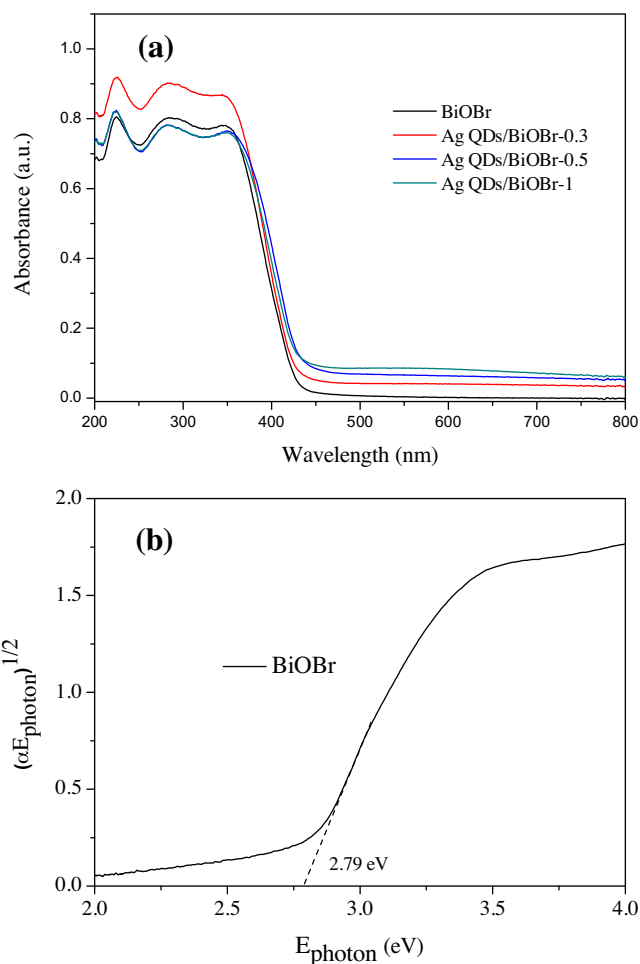 (a)
1.0
0.8
0.6
0.4
0.2
0.0
Absorbance (a.u.)
BiOBr
Ag QDs/BiOBr-0.3
Ag QDs/BiOBr-0.5
Ag QDs/BiOBr-1
200 300 400 500 600 700 800
Wavelength (nm)
(b)
2.0
1.5
1.0
0.5
0.0
(αEphoton)1/2
BiOBr
2.79 eV
2.0 2.5 3.0 3.5 4.0
Ephoton (eV)